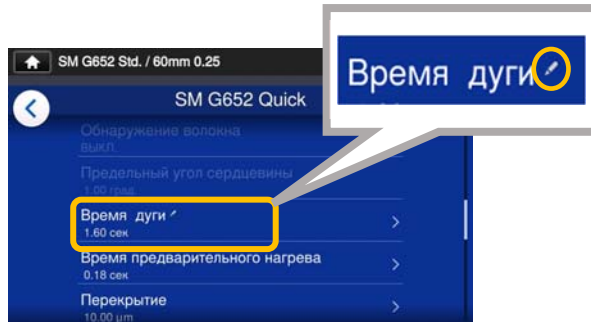 SM G652 Std. / 60mm 0.25
SM G652 Quick
Обнаружение волокна
ВЫКЛ.
Предельный угол сердцевины
1.00 град.
Время дуги
1.60 сек
Время предварительного нагрева
0.18 сек
Перекрытие
10.00 um
Время дуги